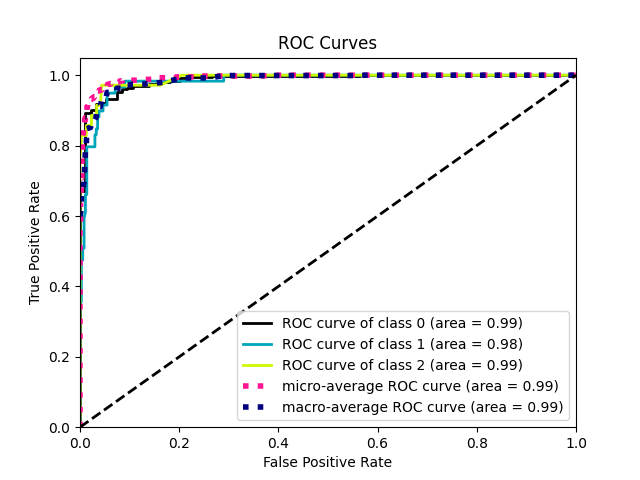 ROC Curves
True Positive Rate
1.0
0.8
0.6
0.4
0.2
0.0
ROC curve of class 0 (area = 0.99)
ROC curve of class 1 (area = 0.98)
ROC curve of class 2 (area = 0.99)
micro-average ROC curve (area = 0.99)
macro-average ROC curve (area = 0.99)
0.0 0.2 0.4 0.6 0.8 1.0
False Positive Rate